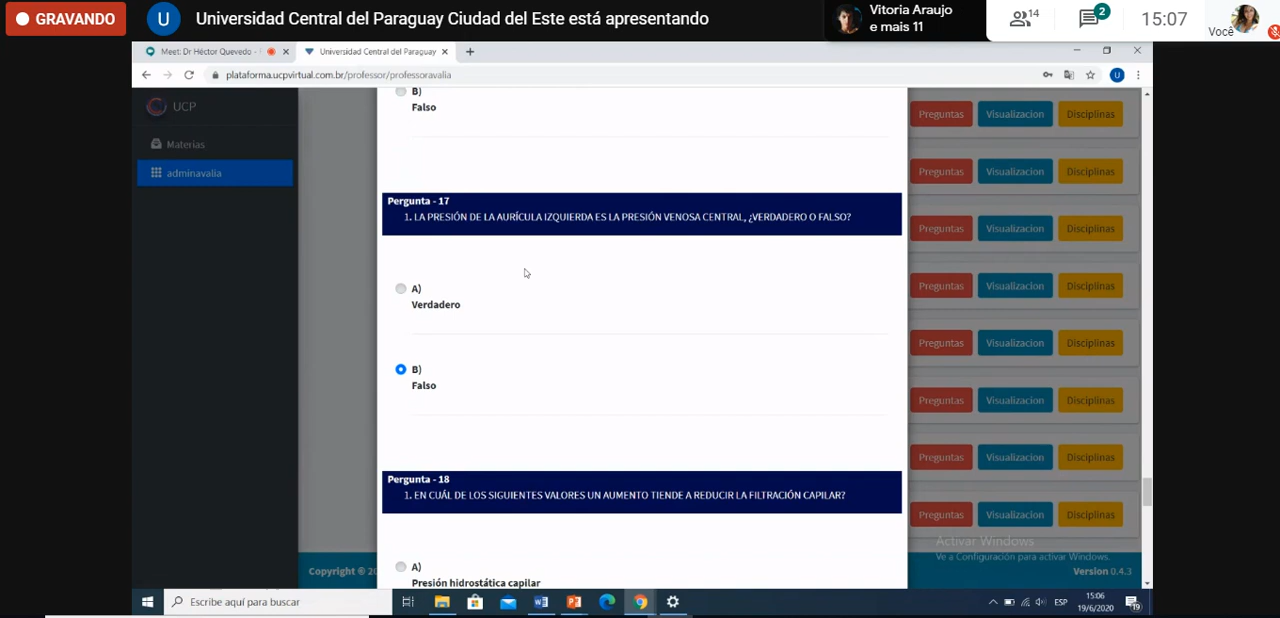 GRAVANDO
U
Universidad Central del Paraguay Ciudad del Este está apresentando
Vitoria Araujo
e mais 11
14
2
15:07
Você
Meet: Dr Héctor Quevedo -
Universidad Central del Paraguay
plataforma.ucpvirtual.com.br/professor/professoravalia
U
UCP
Materias
adminavalia
B)
Falso
Pergunta - 17
1. LA PRESIÓN DE LA AURÍCULA IZQUIERDA ES LA PRESIÓN VENOSA CENTRAL, ¿VERDADERO O FALSO?
A)
Verdadero
B)
Falso
Pergunta - 18
1. EN CUÁL DE LOS SIGUIENTES VALORES UN AUMENTO TIENDE A REDUCIR LA FILTRACIÓN CAPILAR?
A)
Presión hidrostática capilar
Preguntas Visualizacion Disciplinas
Preguntas Visualizacion Disciplinas
Preguntas Visualizacion Disciplinas
Preguntas Visualizacion Disciplinas
Preguntas Visualizacion Disciplinas
Preguntas Visualizacion Disciplinas
Preguntas Visualizacion Disciplinas
Preguntas Visualizacion Disciplinas
Activar Windows
Ve a Configuración para activar Windows.
Copyright © 20
Version 0.4.3
Escribe aquí para buscar
ESP
15:06
19/6/2020
19